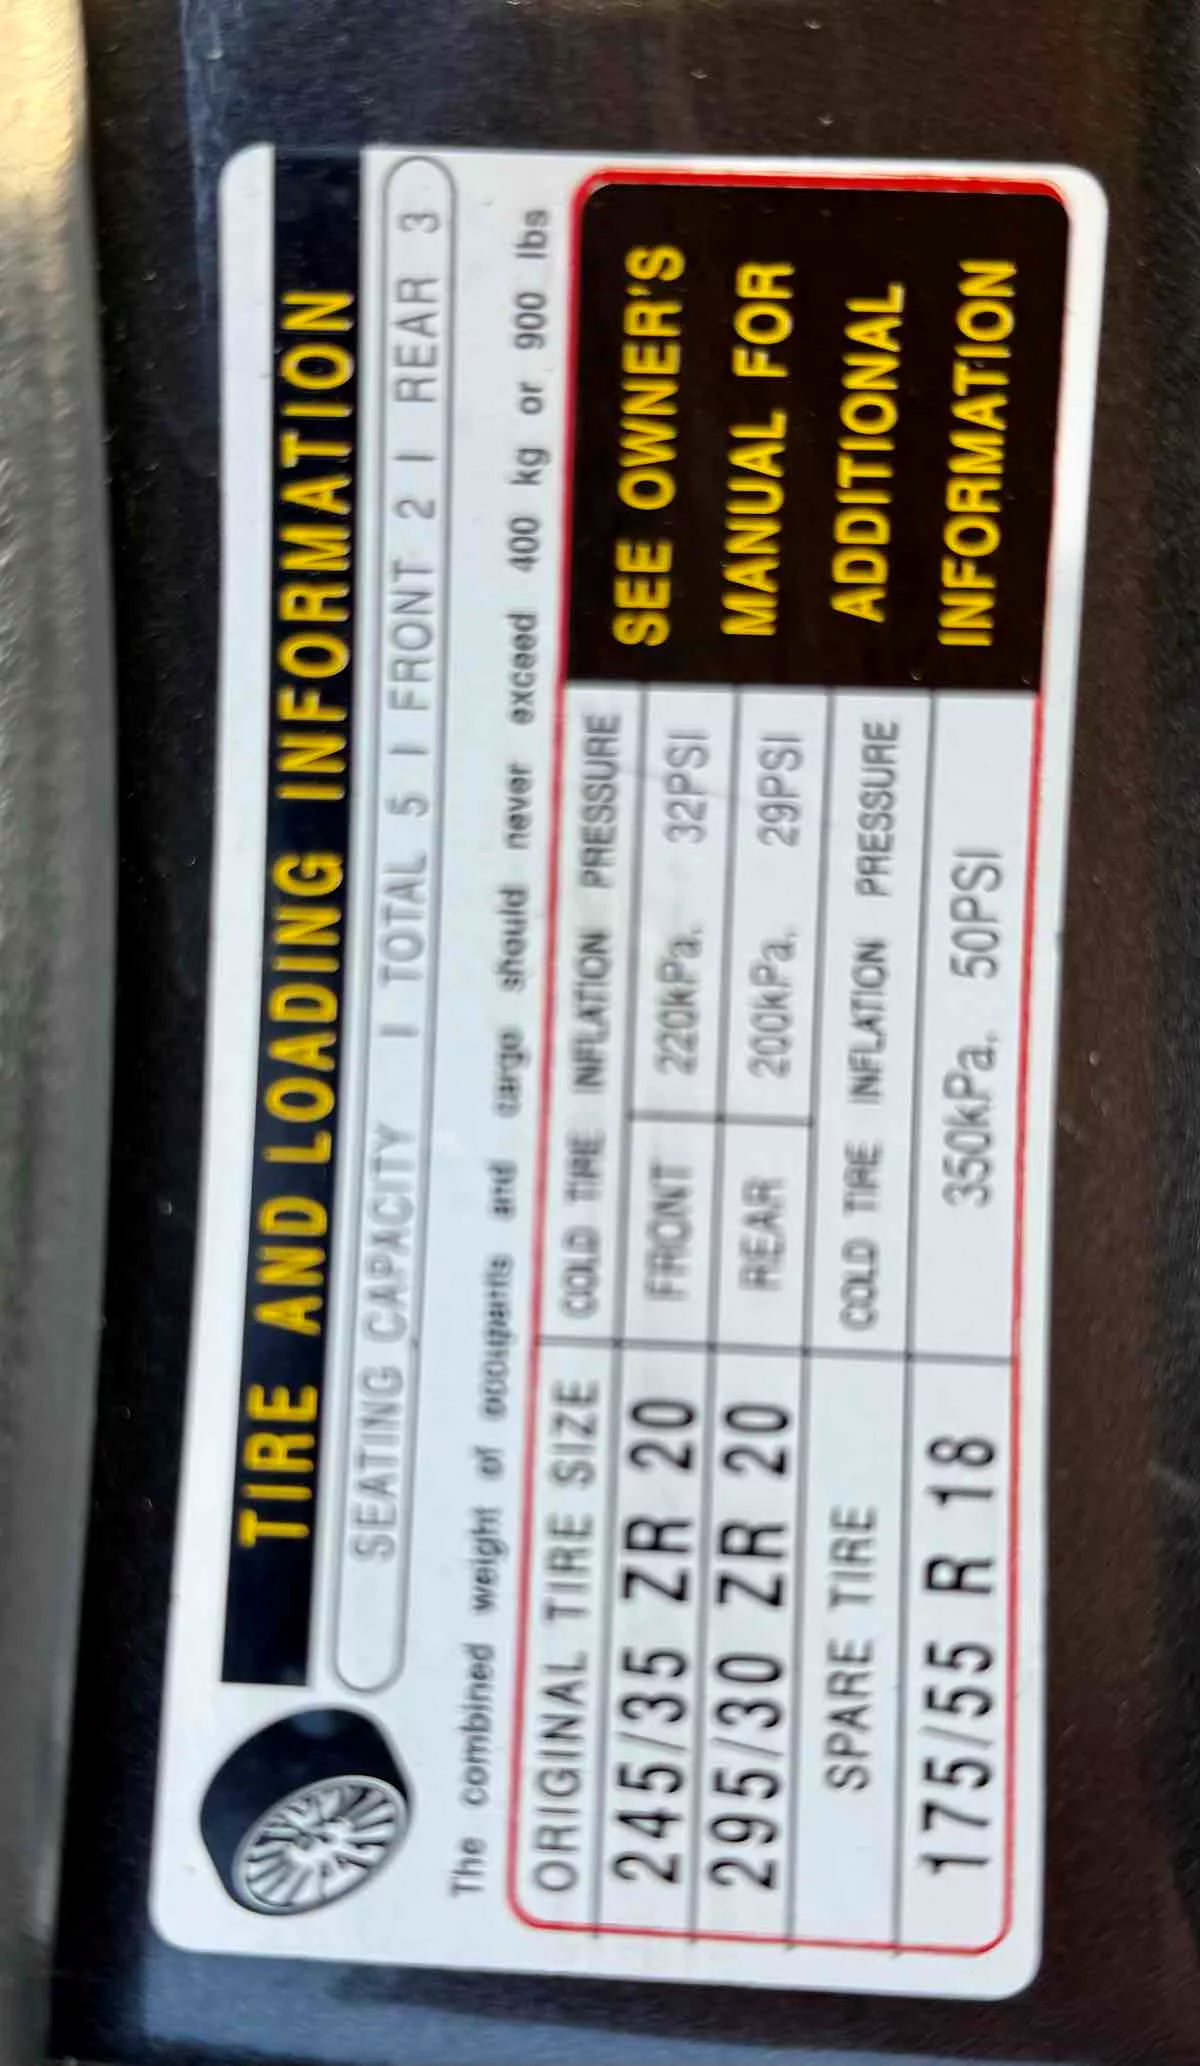 TIRE AND LOADING INFORMATION
SEATING CAPACITY | TOTAL 5 | FRONT 2 | REAR 3
The combined weight of occupants and cargo should never exceed 400 kg or 900 lbs
ORIGINAL TIRE SIZE COLD TIRE INFLATION PRESSURE
245/35 ZR 20 FRONT 220kPa. 32PSI
295/30 ZR 20 REAR 200kPa. 29PSI
SPARE TIRE COLD TIRE INFLATION PRESSURE
175/55 R 18 350kPa. 50PSI
SEE OWNER'S
MANUAL FOR
ADDITIONAL
INFORMATION